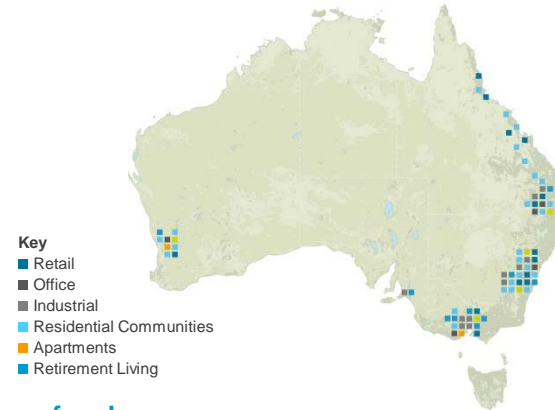 Key
Retail
Office
Industrial
Residential Communities
Apartments
Retirement Living